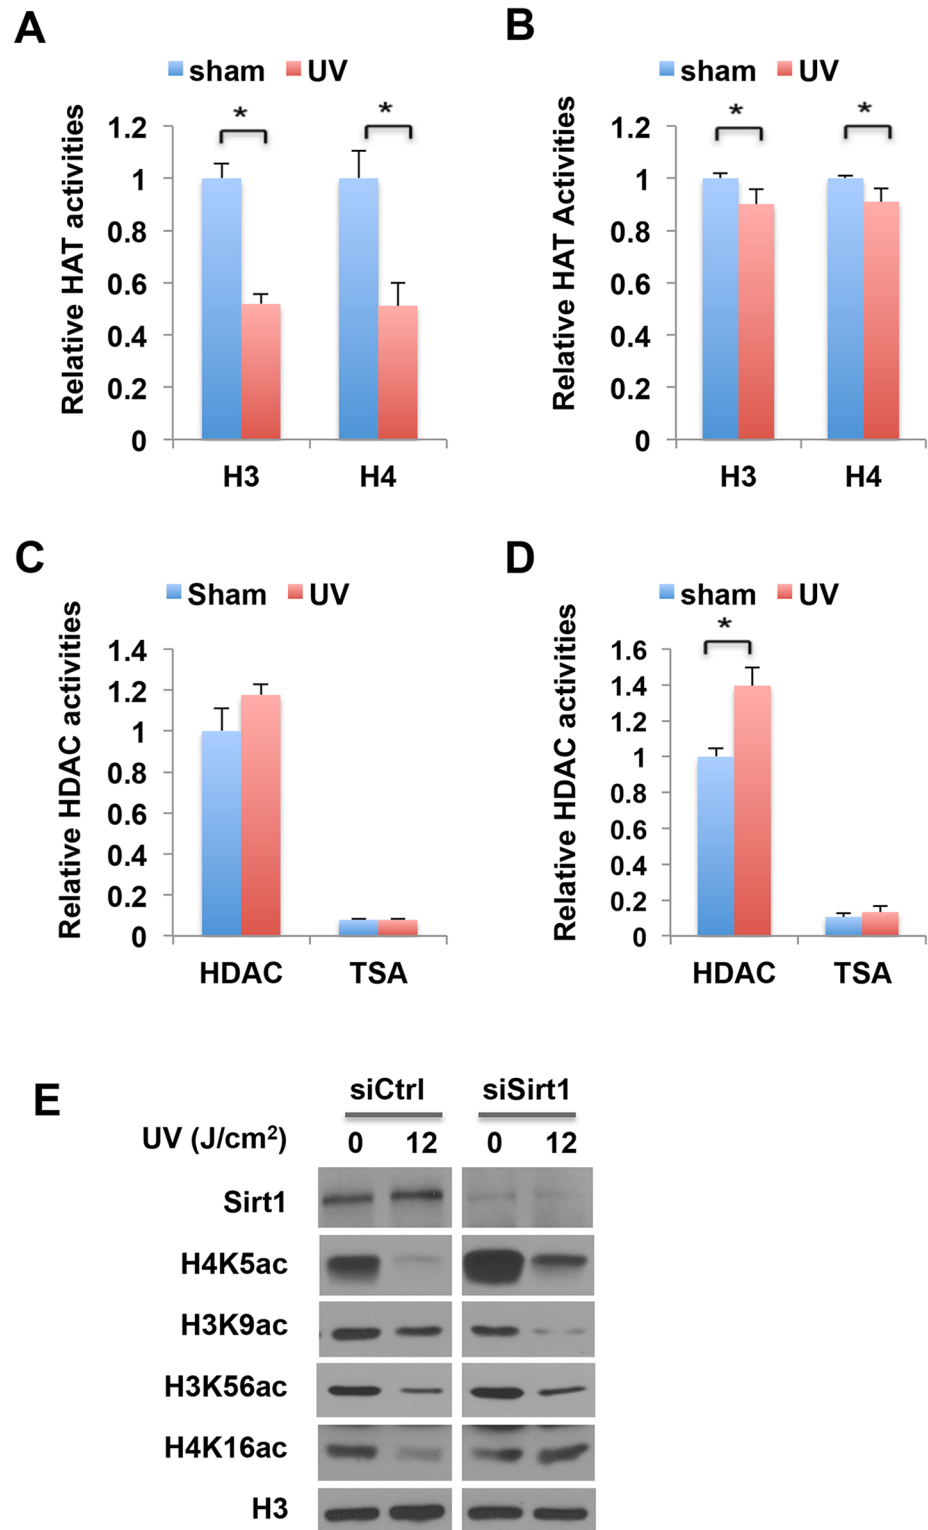 A
sham UV
Relative HAT activities
* *
1.2
1
0.8
0.6
0.4
0.2
0
H3 H4
B
sham UV
Relative HAT Activities
* *
1.2
1
0.8
0.6
0.4
0.2
0
H3 H4
C
Sham UV
Relative HDAC activities
1.4
1.2
1
0.8
0.6
0.4
0.2
0
HDAC TSA
D
sham UV
Relative HDAC activities
*
1.6
1.4
1.2
1
0.8
0.6
0.4
0.2
0
HDAC TSA
E
siCtrl siSirt1
UV (J/cm²) 0 12 0 12
Sirt1
H4K5ac
H3K9ac
H3K56ac
H4K16ac
H3